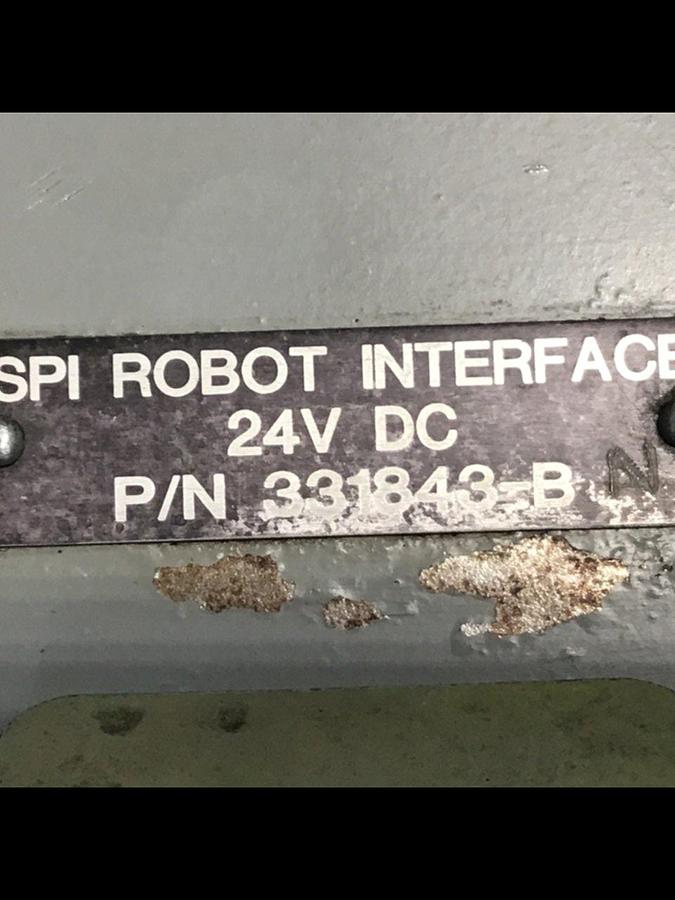 SPI ROBOT INTERFACE
24V DC
P/N 331843-B N